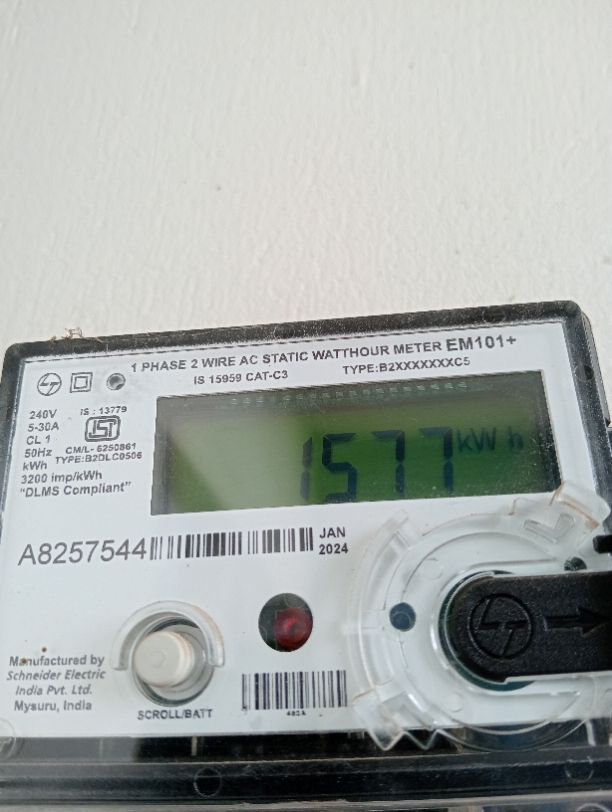 1 PHASE 2 WIRE AC STATIC WATTHOUR METER EM101+
IS 15959 CAT-C3 TYPE:B2XXXXXXXC5
240V
5-30A
CL 1
50Hz
kWh
3200 imp/kWh
"DLMS Compliant"
IS : 13779
ISI
CM/L- 6250861
TYPE:B2DLC0506
1577 kWh
A8257544
JAN
2024
Manufactured by
Schneider Electric
India Pvt. Ltd.
Mysuru, India
SCROLL/BATT